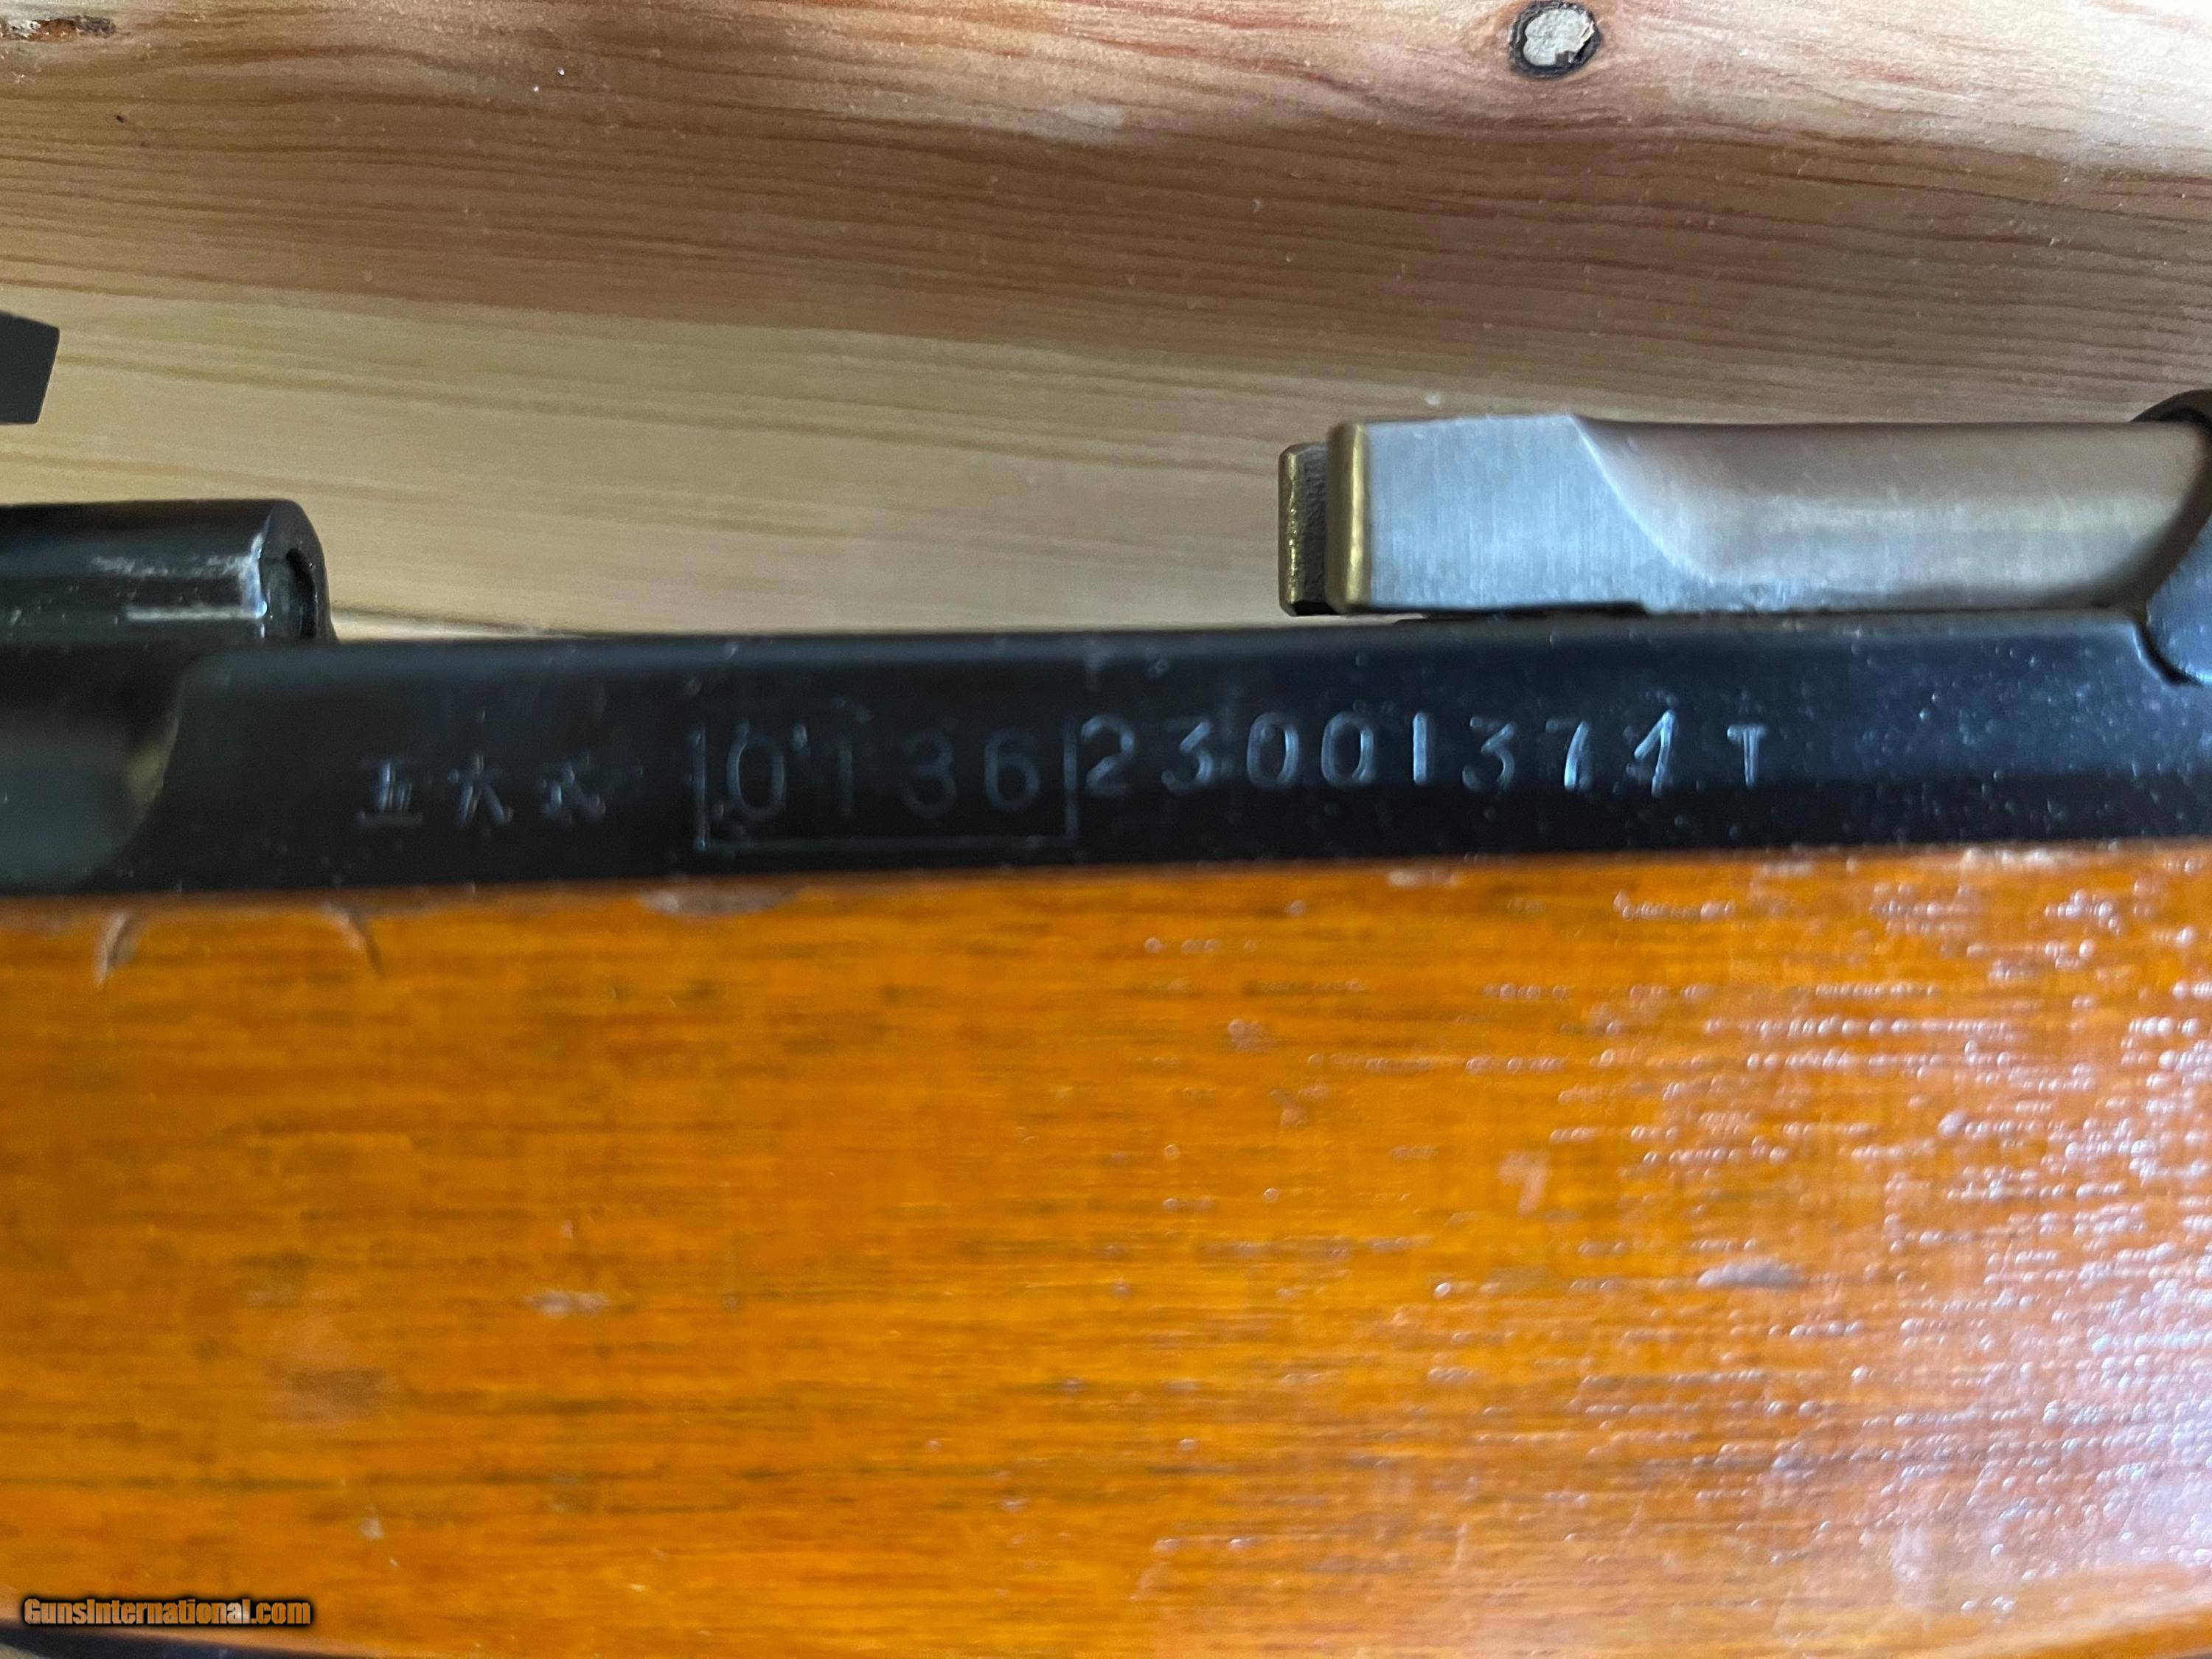 五六式 0136 23001374 T
GunsInternational.com